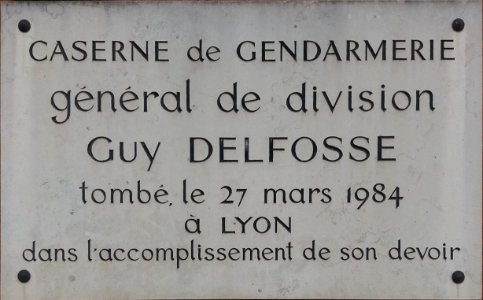 CASERNE de GENDARMERIE
général de division
Guy DELFOSSE
tombé, le 27 mars 1984
à LYON
dans l'accomplissement de son devoir